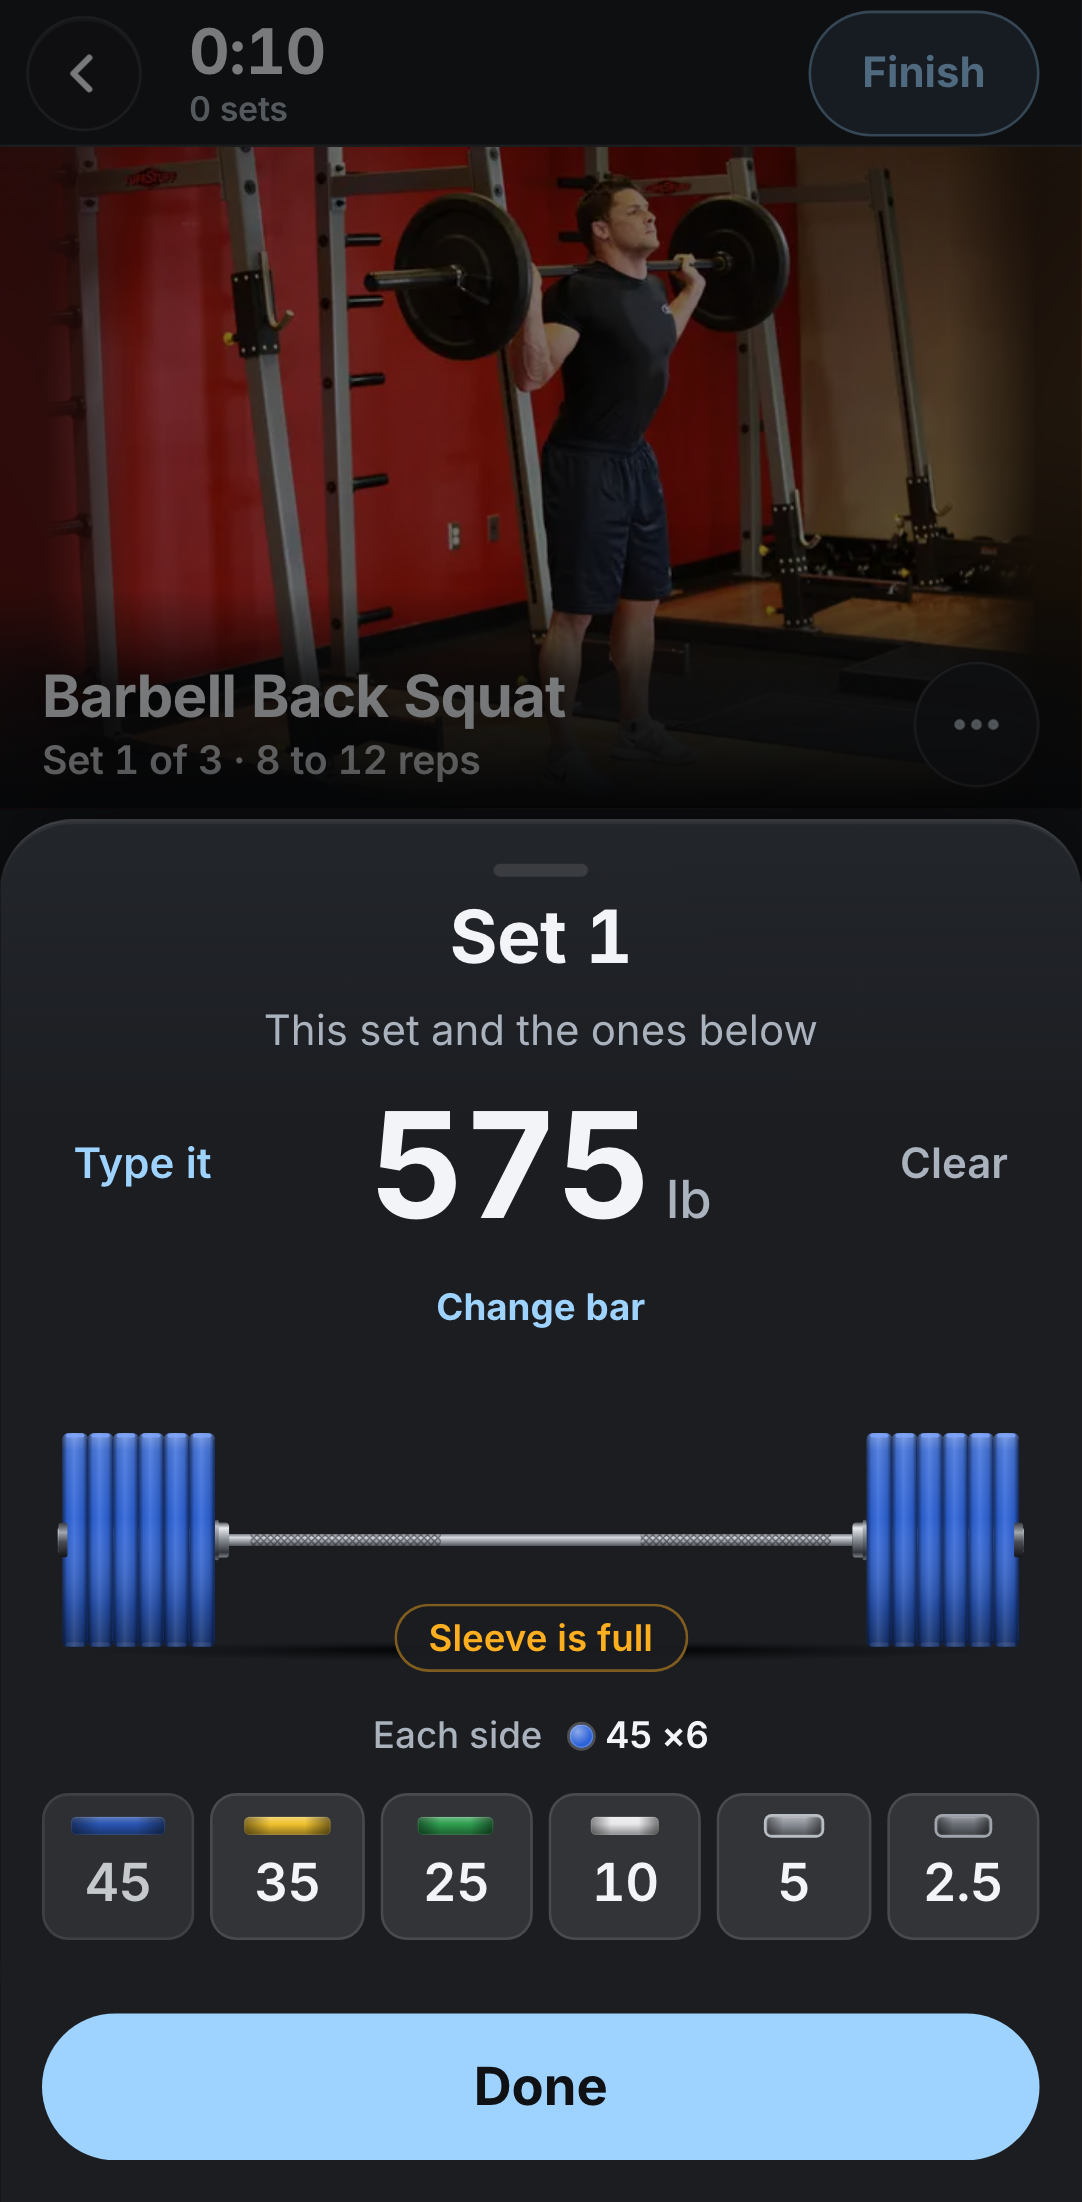 0:10
0 sets
Finish
Barbell Back Squat
Set 1 of 3 · 8 to 12 reps
Set 1
This set and the ones below
Type it
575 lb
Clear
Change bar
Sleeve is full
Each side 45 ×6
45 35 25 10 5 2.5
Done